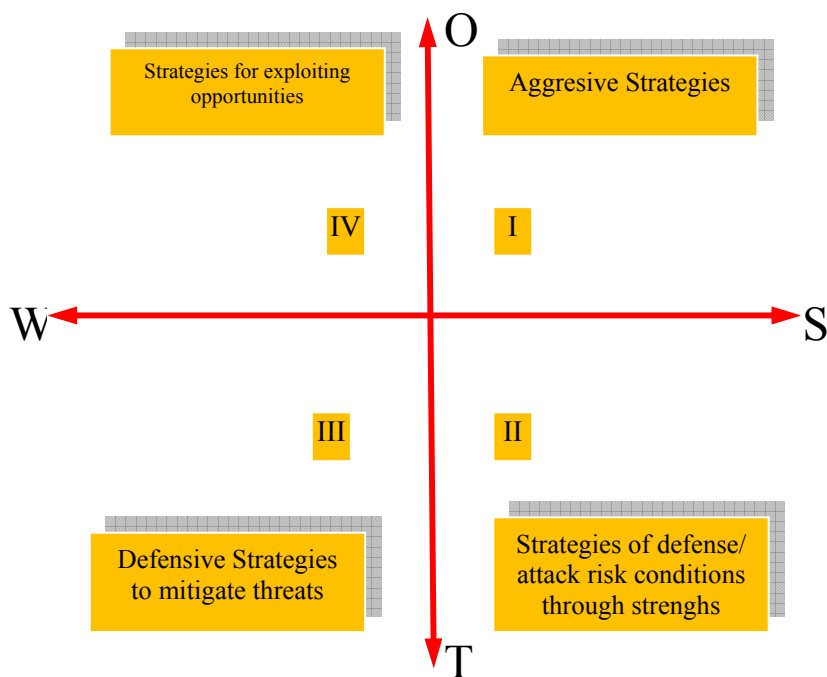 O
Strategies for exploiting
opportunities
Aggresive Strategies
IV
I
W
S
III
II
Defensive Strategies
to mitigate threats
Strategies of defense/
attack risk conditions
through strenghs
T